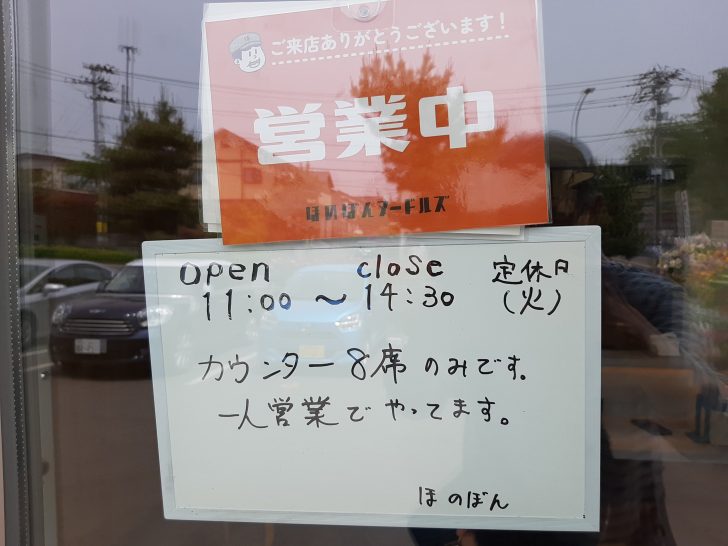 ご来店ありがとうございます!
営業中
ほのぼんヌードルズ
open close 定休日
11:00 〜 14:30 (火)
カウンター 8席 のみです。
一人営業で やってます。
ほのぼん